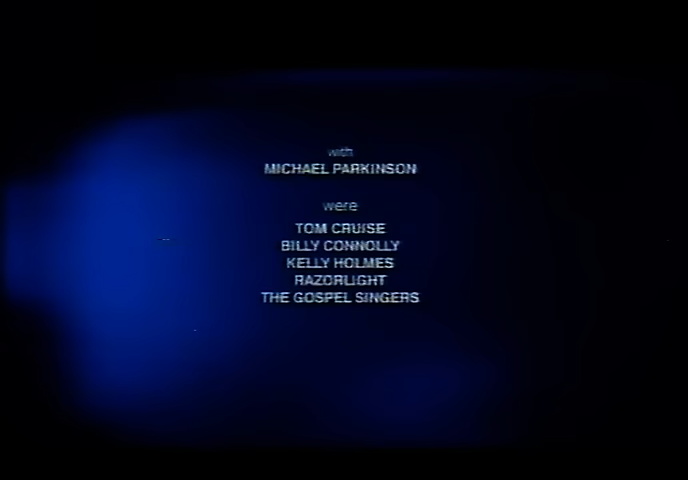 with
MICHAEL PARKINSON
were
TOM CRUISE
BILLY CONNOLLY
KELLY HOLMES
RAZORLIGHT
THE GOSPEL SINGERS